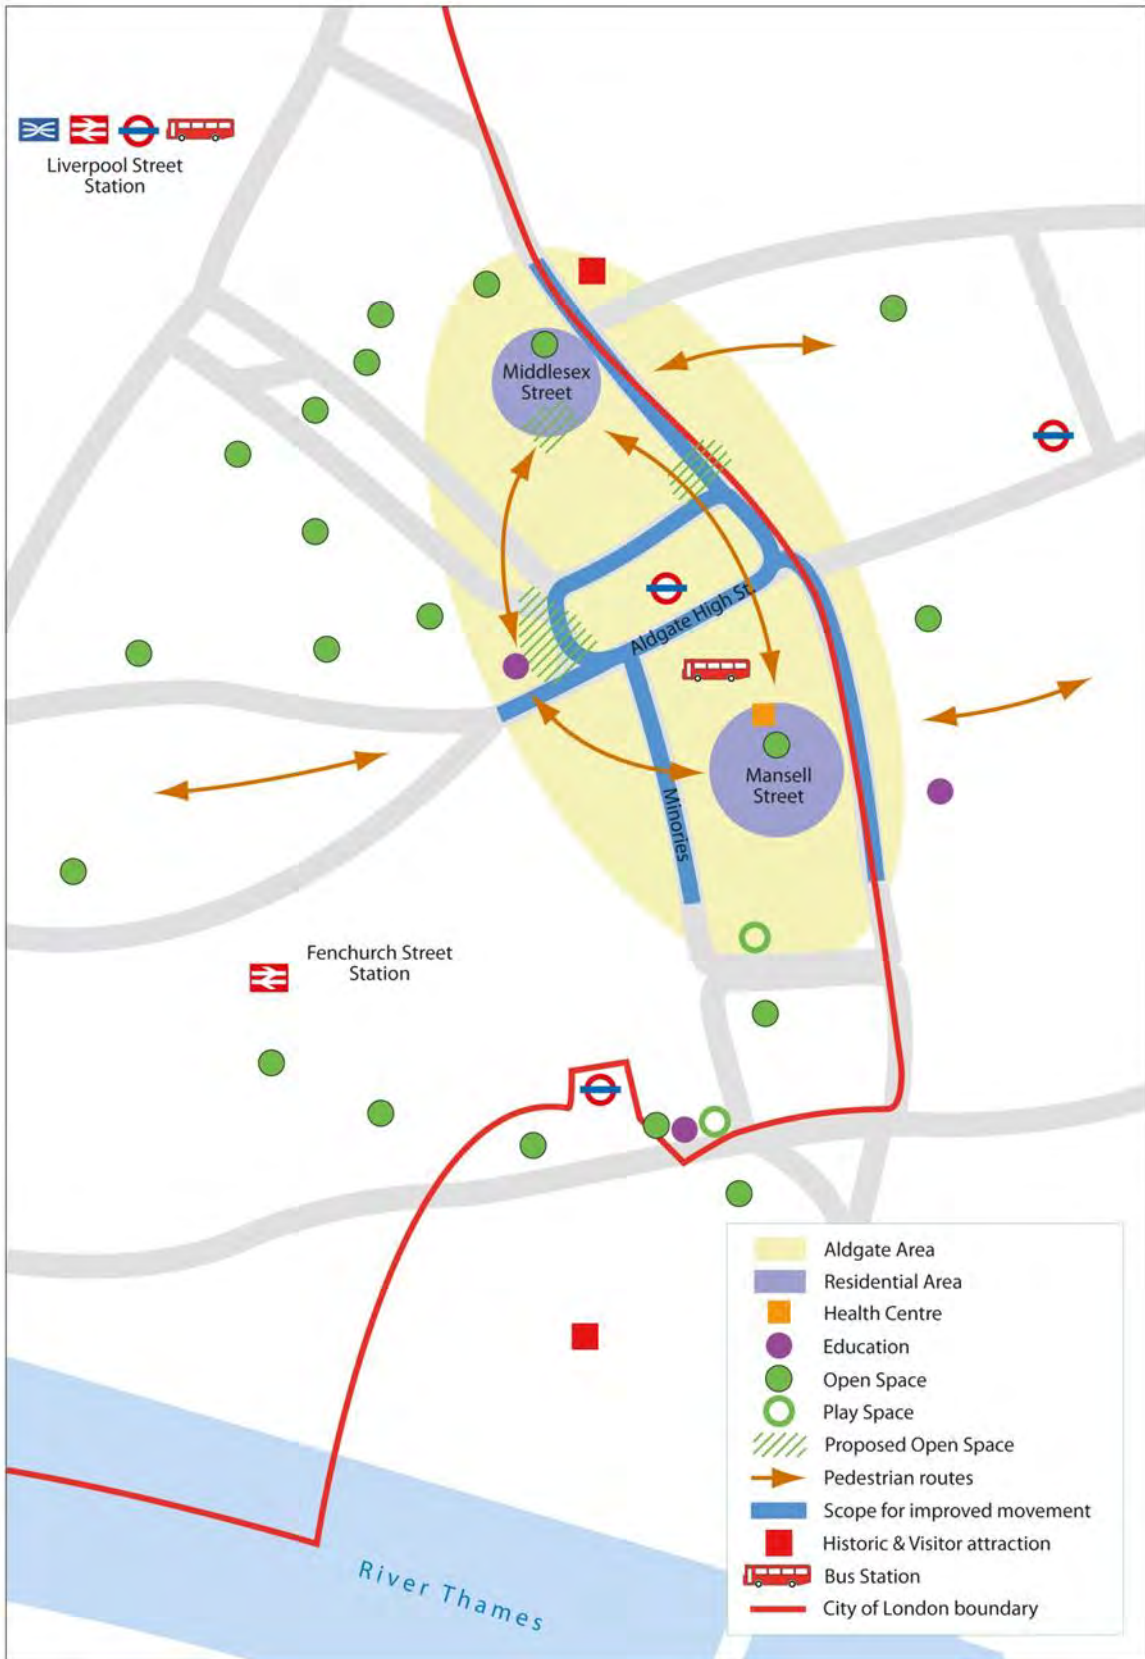 Liverpool Street
Station
Middlesex
Street
Aldgate High St.
Mansell
Street
Minories
Fenchurch Street
Station
River Thames
Aldgate Area
Residential Area
Health Centre
Education
Open Space
Play Space
Proposed Open Space
Pedestrian routes
Scope for improved movement
Historic & Visitor attraction
Bus Station
City of London boundary